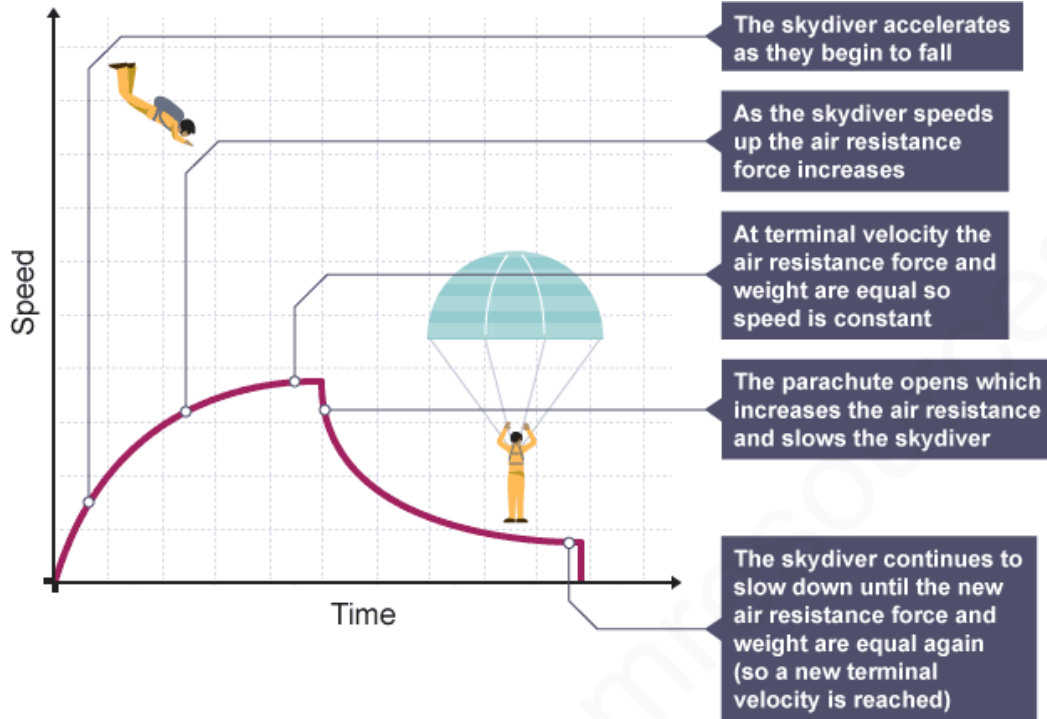 The skydiver accelerates
as they begin to fall
As the skydiver speeds
up the air resistance
force increases
At terminal velocity the
air resistance force and
weight are equal so
speed is constant
The parachute opens which
increases the air resistance
and slows the skydiver
The skydiver continues to
slow down until the new
air resistance force and
weight are equal again
(so a new terminal
velocity is reached)
Speed
Time